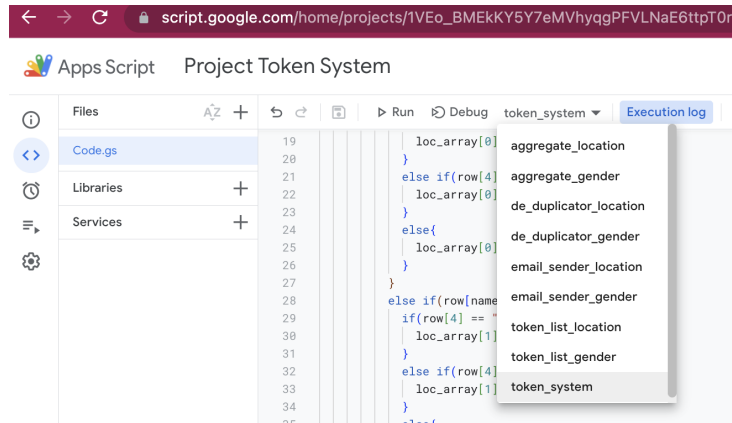 script.google.com/home/projects/1VEo_BMEkKY5Y7eMVhyqgPFVLNaE6ttpT0r
Apps Script Project Token System
Files AZ
Run Debug token_system Execution log
Code.gs
Libraries
Services
19 loc_array[0]
20 }
21 else if(row[4]
22 loc_array[0]
23 }
24 else{
25 loc_array[0]
26 }
27 }
28 else if(row[name
29 if(row[4] == "
30 loc_array[1]
31 }
32 else if(row[4]
33 loc_array[1]
34 }
35 else{
aggregate_location
aggregate_gender
de_duplicator_location
de_duplicator_gender
email_sender_location
email_sender_gender
token_list_location
token_list_gender
token_system